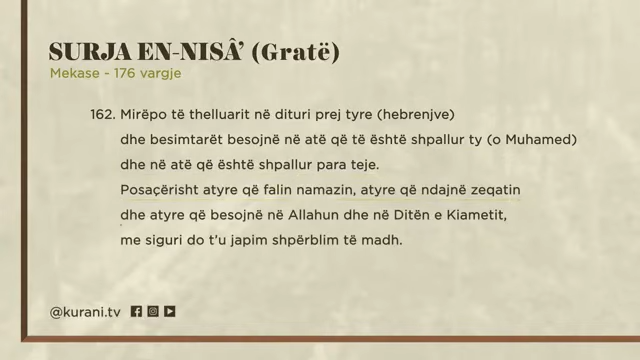 SURJA EN-NISÂ’ (Gratë)
Mekase - 176 vargje
162. Mirëpo të thelluarit në dituri prej tyre (hebrenjve)
dhe besimtarët besojnë në atë që të është shpallur ty (o Muhamed)
dhe në atë që është shpallur para teje.
Posaçërisht atyre që falin namazin, atyre që ndajnë zeqatin
dhe atyre që besojnë në Allahun dhe në Ditën e Kiametit,
me siguri do t’u japim shpërblim të madh.
@kurani.tv